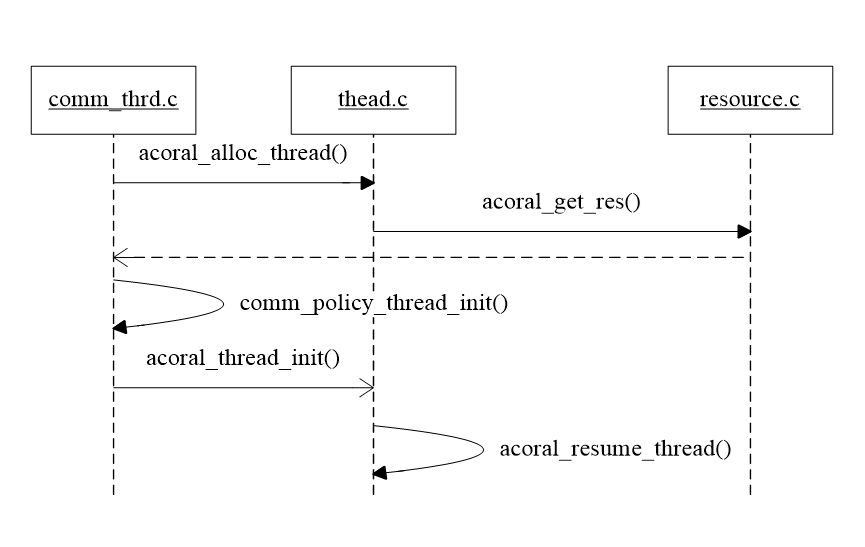 comm_thrd.c
thead.c
resource.c
acoral_alloc_thread()
acoral_get_res()
comm_policy_thread_init()
acoral_thread_init()
acoral_resume_thread()